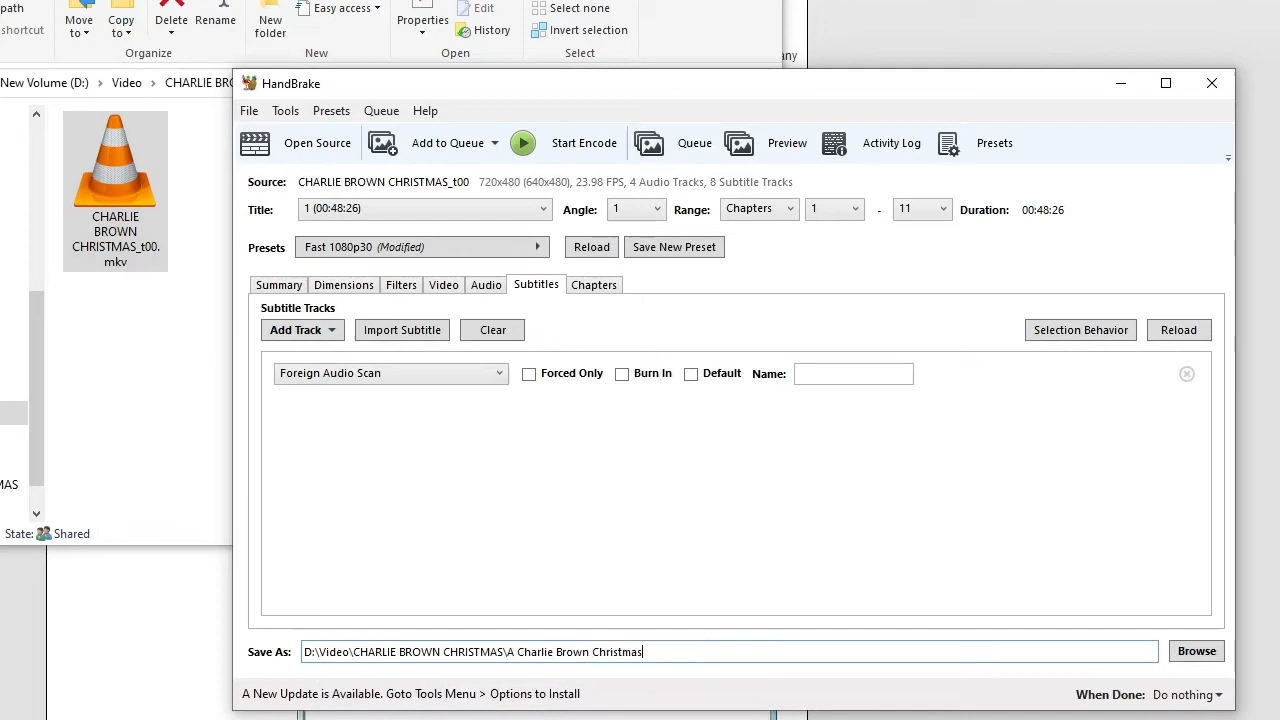 path
shortcut
Move to
Copy to
Delete
Rename
New folder
Easy access
Properties
Edit
History
Select none
Invert selection
Organize
New
Open
Select
New Volume (D:) > Video > CHARLIE BRO
any
CHARLIE
BROWN
CHRISTMAS_t00.
mkv
MAS
State: Shared
HandBrake
File Tools Presets Queue Help
Open Source Add to Queue Start Encode Queue Preview Activity Log Presets
Source: CHARLIE BROWN CHRISTMAS_t00 720x480 (640x480), 23.98 FPS, 4 Audio Tracks, 8 Subtitle Tracks
Title: 1 (00:48:26) Angle: 1 Range: Chapters 1 - 11 Duration: 00:48:26
Presets Fast 1080p30 (Modified) Reload Save New Preset
Summary Dimensions Filters Video Audio Subtitles Chapters
Subtitle Tracks
Add Track Import Subtitle Clear Selection Behavior Reload
Foreign Audio Scan Forced Only Burn In Default Name:
Save As: D:\Video\CHARLIE BROWN CHRISTMAS\A Charlie Brown Christmas Browse
A New Update is Available. Goto Tools Menu > Options to Install When Done: Do nothing